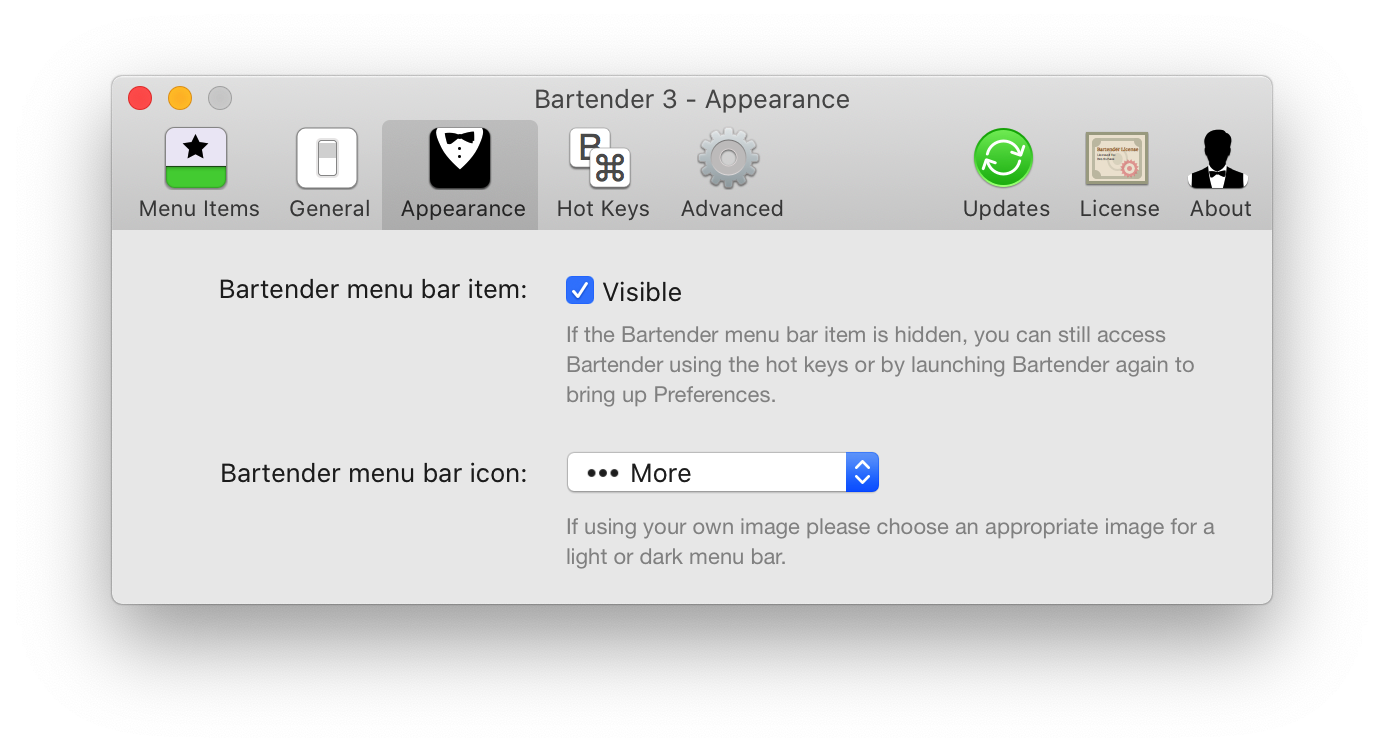 Bartender 3 - Appearance
Menu Items General Appearance Hot Keys Advanced Updates License About
Bartender menu bar item: Visible
If the Bartender menu bar item is hidden, you can still access
Bartender using the hot keys or by launching Bartender again to
bring up Preferences.
Bartender menu bar icon: ••• More
If using your own image please choose an appropriate image for a
light or dark menu bar.